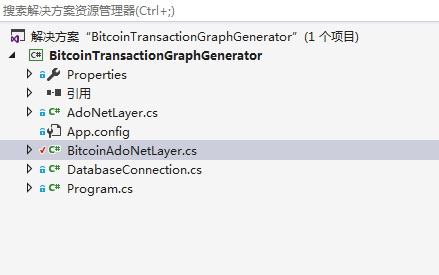 搜索解决方案资源管理器(Ctrl+;)
解决方案“BitcoinTransactionGraphGenerator”(1 个项目)
C# BitcoinTransactionGraphGenerator
Properties
引用
C# AdoNetLayer.cs
App.config
C# BitcoinAdoNetLayer.cs
C# DatabaseConnection.cs
C# Program.cs